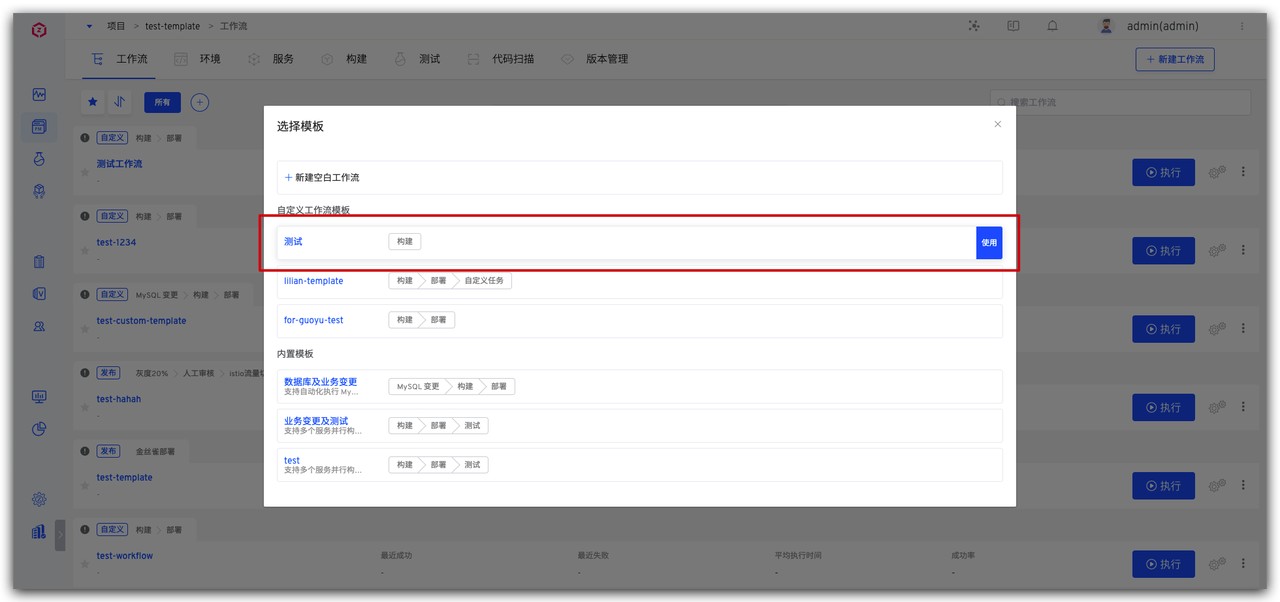 项目 > test-template > 工作流
admin(admin)
工作流 环境 服务 构建 测试 代码扫描 版本管理
+ 新建工作流
所有
搜索工作流
自定义 构建 > 部署
测试工作流
-
执行
自定义 构建 > 部署
test-1234
-
执行
自定义 MySQL 变更 > 构建 > 部署
test-custom-template
-
执行
发布 灰度20% > 人工审核 > istio流量
test-hahah
-
执行
发布 金丝雀部署
test-template
-
执行
自定义 构建 > 部署
test-workflow
最近成功 最近失败 平均执行时间 成功率
- - - - -
执行
选择模板
+ 新建空白工作流
自定义工作流模板
测试 构建 使用
lilian-template 构建 部署 自定义任务
for-guoyu-test 构建 部署
内置模板
数据库及业务变更 MySQL 变更 构建 部署
支持自动化执行 My...
业务变更及测试 构建 部署 测试
支持多个服务并行构...
test 构建 部署 测试
支持多个服务并行构...